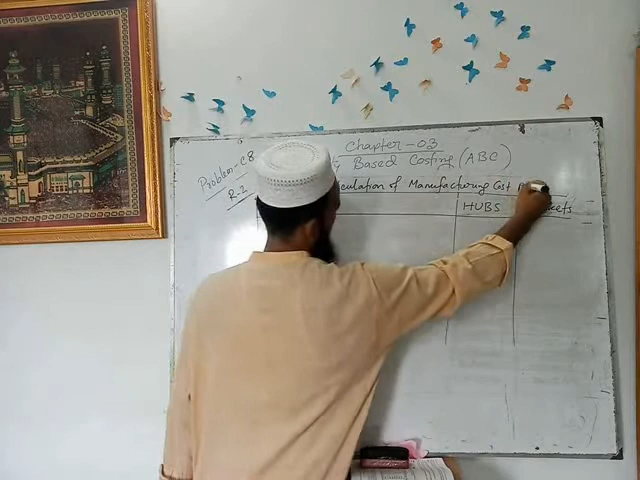 Chapter-03
Based Costing (ABC)
Problem-08
R-2
culation of Manufacturing Cost
HUBS